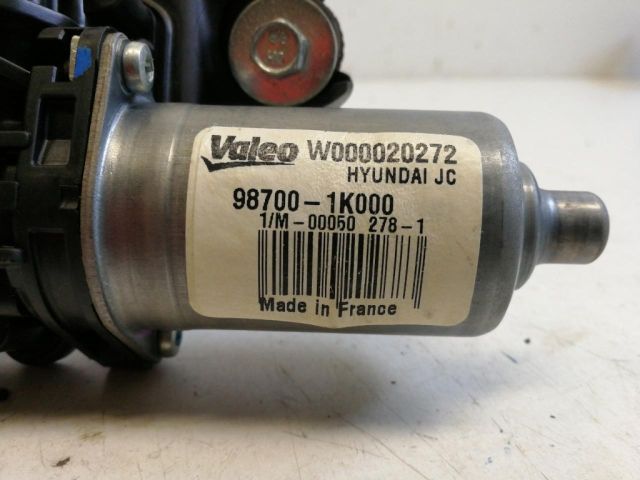 Valeo W000020272
HYUNDAI JC
98700-1K000
1/M-00050 278-1
Made in France